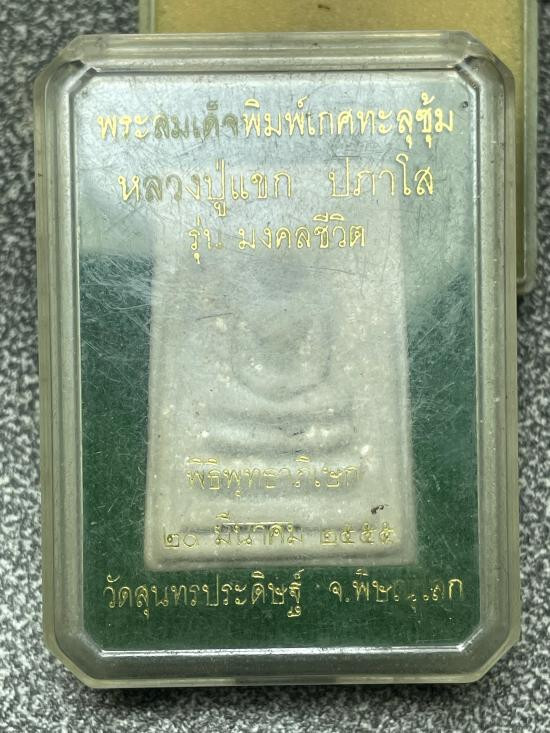 พระสมเด็จพิมพ์เกศทะลุซุ้ม
หลวงปู่แขก ปภาโส
รุ่น มงคลชีวิต
พิธีพุทธาภิเษก
มีนาคม ๒๕๕๕
วัดสุนทรประดิษฐ์ จ.พิษณุโลก